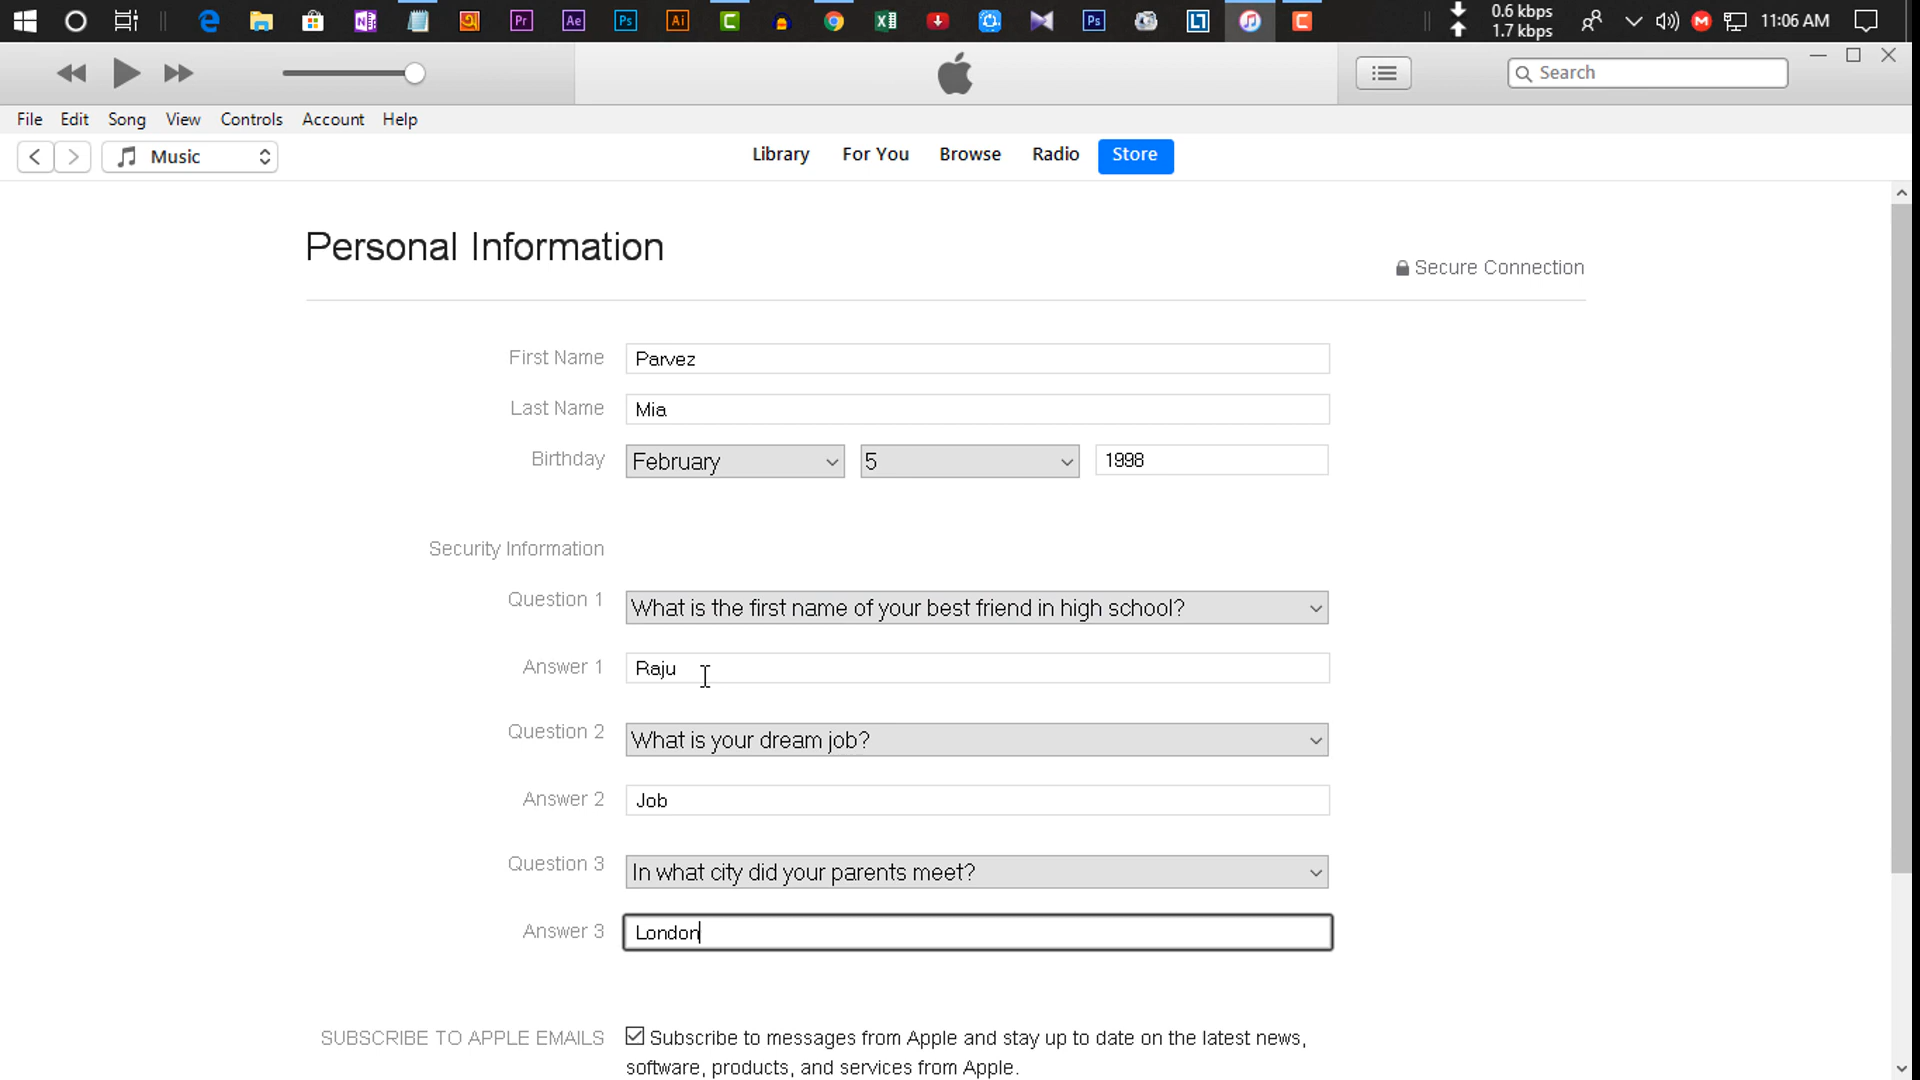 0.6 kbps
1.7 kbps
11:06 AM
Search
File Edit Song View Controls Account Help
Music
Library For You Browse Radio Store
Personal Information
Secure Connection
First Name Parvez
Last Name Mia
Birthday February 5 1998
Security Information
Question 1 What is the first name of your best friend in high school?
Answer 1 Raju
Question 2 What is your dream job?
Answer 2 Job
Question 3 In what city did your parents meet?
Answer 3 London
SUBSCRIBE TO APPLE EMAILS Subscribe to messages from Apple and stay up to date on the latest news,
software, products, and services from Apple.